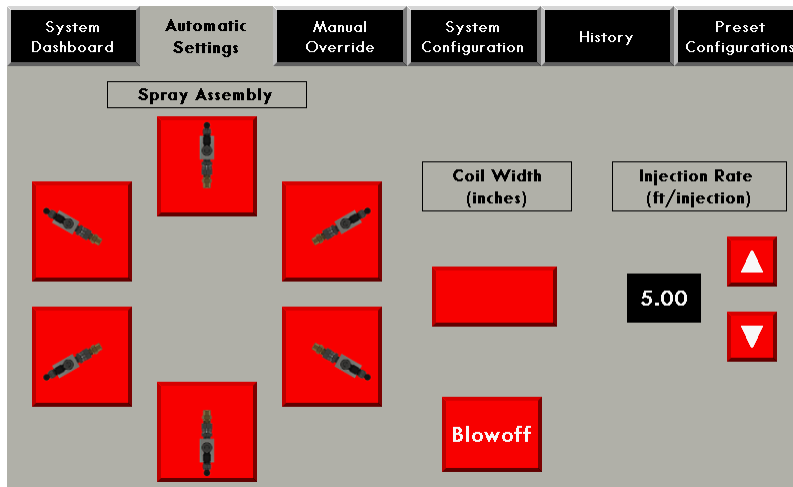 System
Dashboard
Automatic
Settings
Manual
Override
System
Configuration
History
Preset
Configurations
Spray Assembly
Coil Width
(inches)
Injection Rate
(ft/injection)
5.00
Blowoff